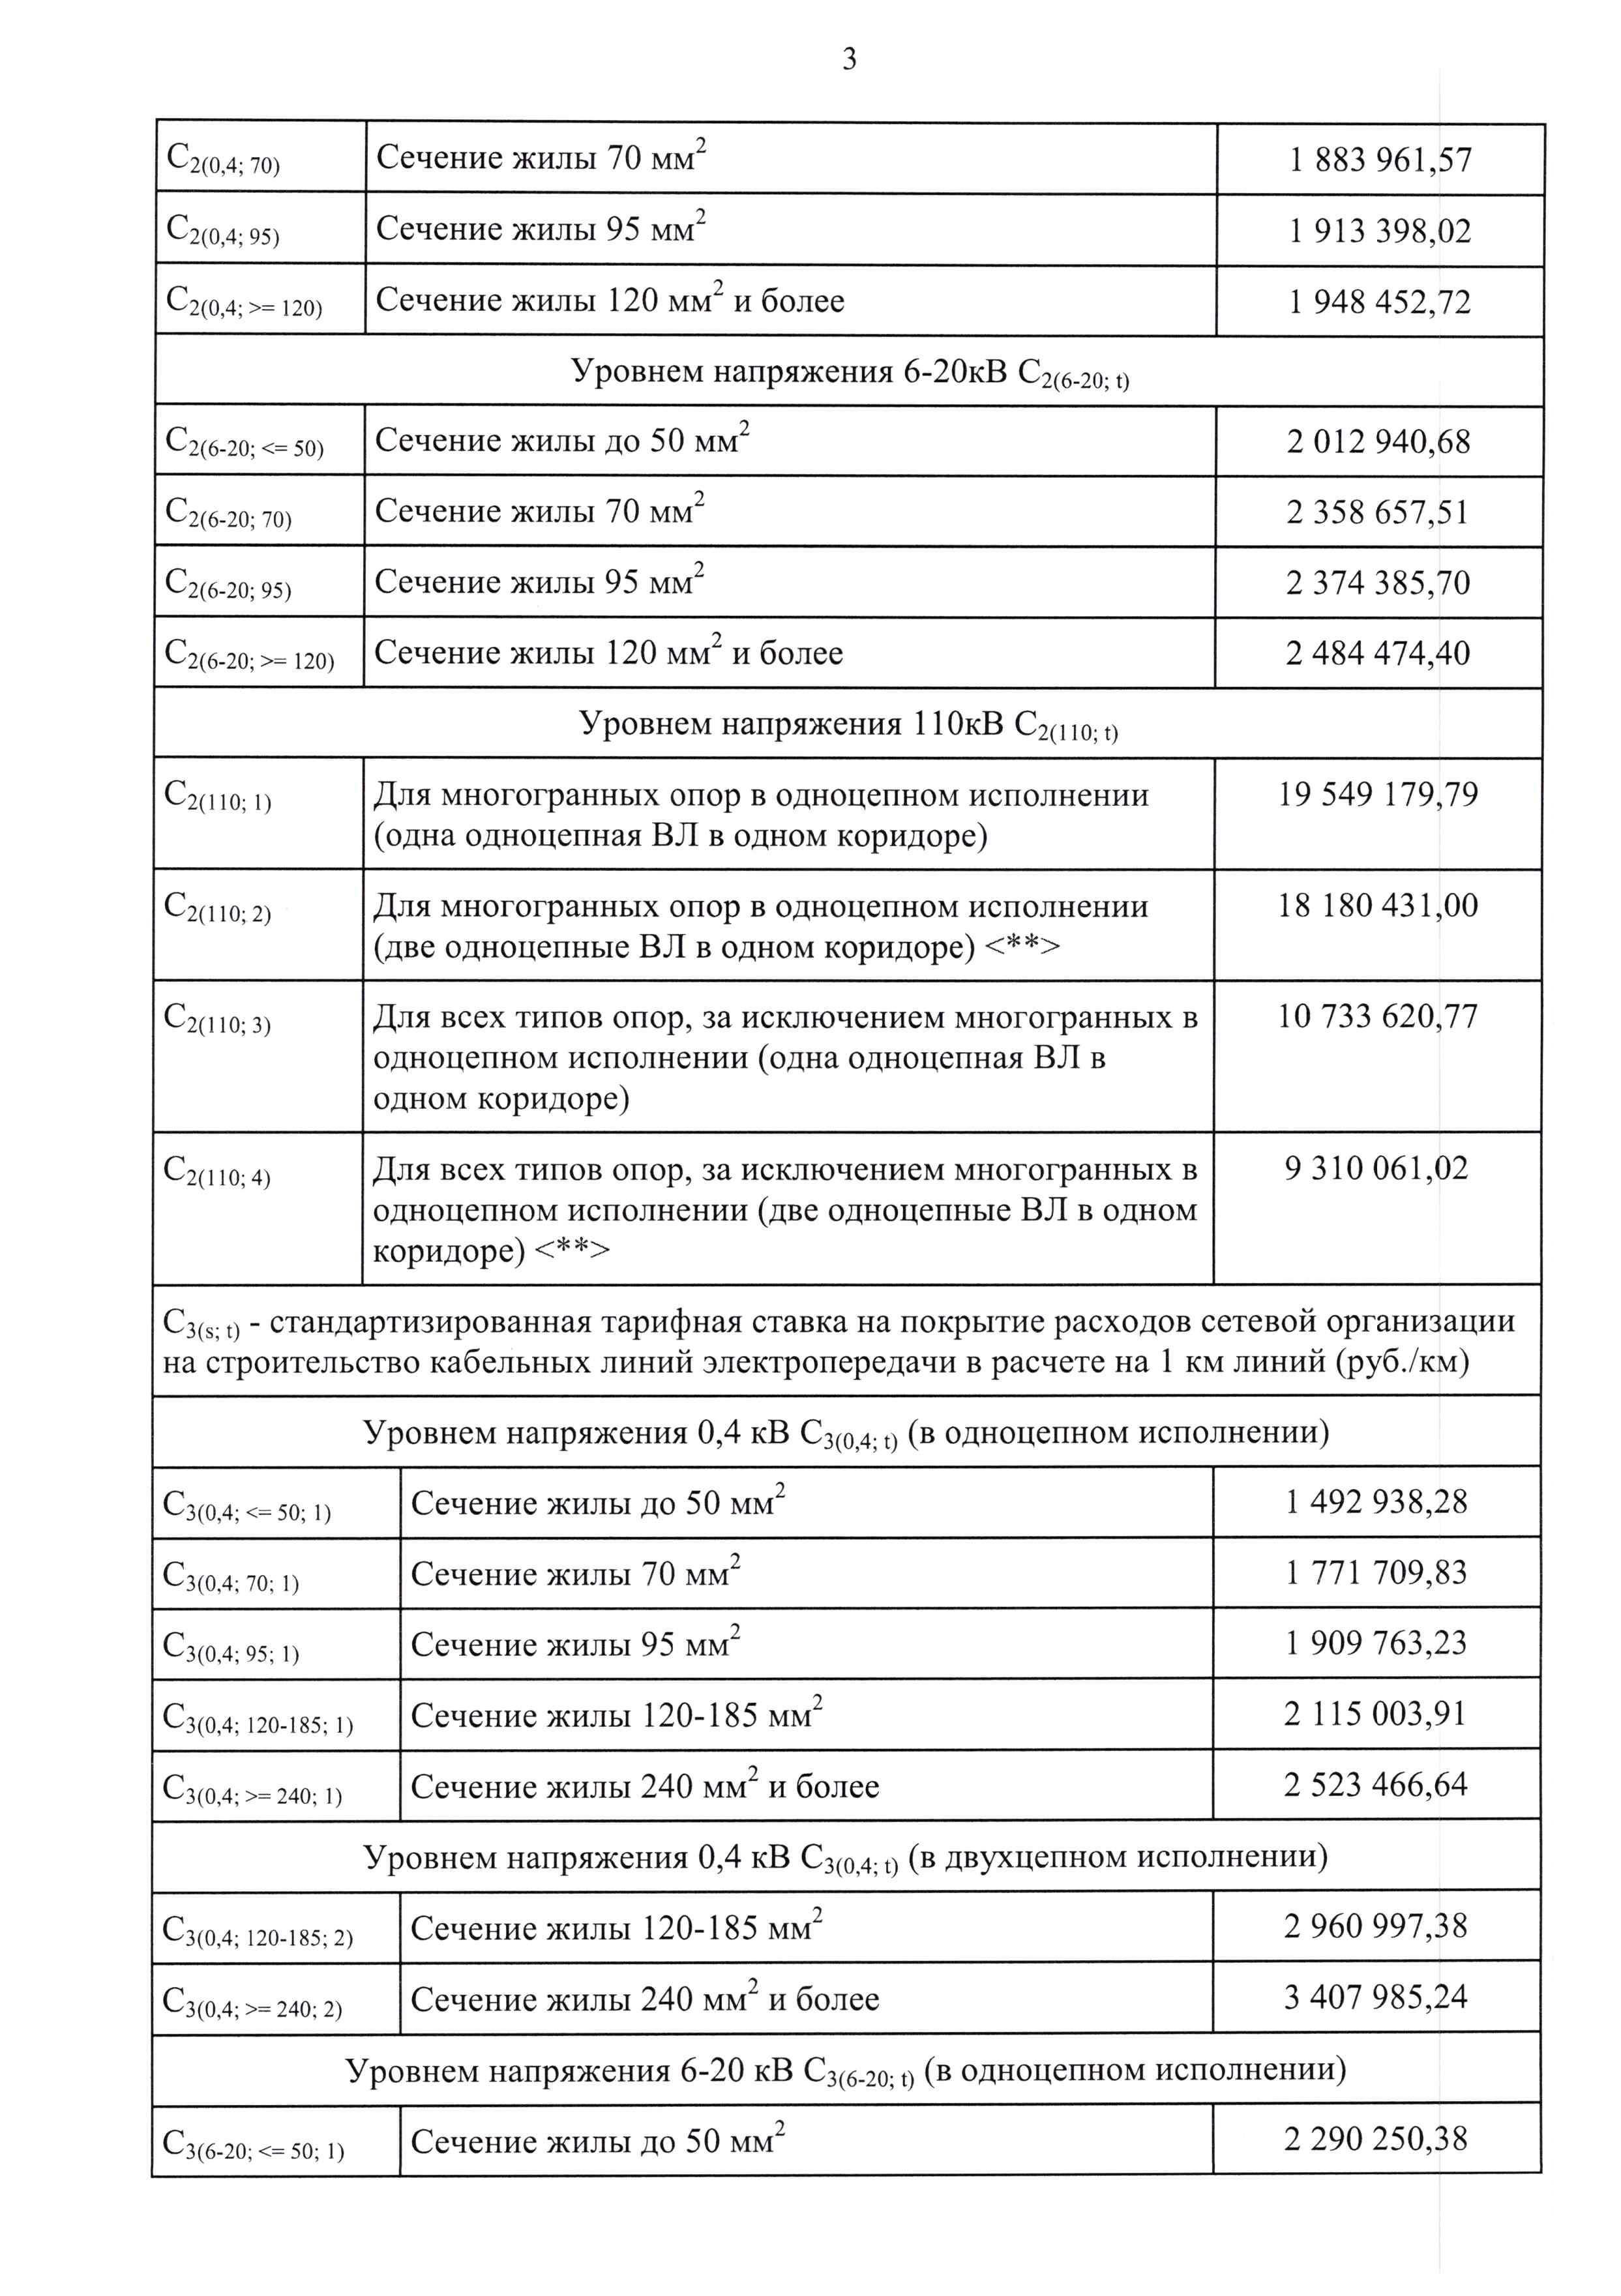 3
C2(0,4; 70) Сечение жилы 70 мм² 1 883 961,57
C2(0,4; 95) Сечение жилы 95 мм² 1 913 398,02
C2(0,4; >= 120) Сечение жилы 120 мм² и более 1 948 452,72
Уровнем напряжения 6-20кВ C2(6-20; t)
C2(6-20; <= 50) Сечение жилы до 50 мм² 2 012 940,68
C2(6-20; 70) Сечение жилы 70 мм² 2 358 657,51
C2(6-20; 95) Сечение жилы 95 мм² 2 374 385,70
C2(6-20; >= 120) Сечение жилы 120 мм² и более 2 484 474,40
Уровнем напряжения 110кВ C2(110; t)
C2(110; 1) Для многогранных опор в одноцепном исполнении 19 549 179,79
(одна одноцепная ВЛ в одном коридоре)
C2(110; 2) Для многогранных опор в одноцепном исполнении 18 180 431,00
(две одноцепные ВЛ в одном коридоре) <**>
C2(110; 3) Для всех типов опор, за исключением многогранных в 10 733 620,77
одноцепном исполнении (одна одноцепная ВЛ в
одном коридоре)
C2(110; 4) Для всех типов опор, за исключением многогранных в 9 310 061,02
одноцепном исполнении (две одноцепные ВЛ в одном
коридоре) <**>
C3(s; t) - стандартизированная тарифная ставка на покрытие расходов сетевой организации
на строительство кабельных линий электропередачи в расчете на 1 км линий (руб./км)
Уровнем напряжения 0,4 кВ C3(0,4; t) (в одноцепном исполнении)
C3(0,4; <= 50; 1) Сечение жилы до 50 мм² 1 492 938,28
C3(0,4; 70; 1) Сечение жилы 70 мм² 1 771 709,83
C3(0,4; 95; 1) Сечение жилы 95 мм² 1 909 763,23
C3(0,4; 120-185; 1) Сечение жилы 120-185 мм² 2 115 003,91
C3(0,4; >= 240; 1) Сечение жилы 240 мм² и более 2 523 466,64
Уровнем напряжения 0,4 кВ C3(0,4; t) (в двухцепном исполнении)
C3(0,4; 120-185; 2) Сечение жилы 120-185 мм² 2 960 997,38
C3(0,4; >= 240; 2) Сечение жилы 240 мм² и более 3 407 985,24
Уровнем напряжения 6-20 кВ C3(6-20; t) (в одноцепном исполнении)
C3(6-20; <= 50; 1) Сечение жилы до 50 мм² 2 290 250,38